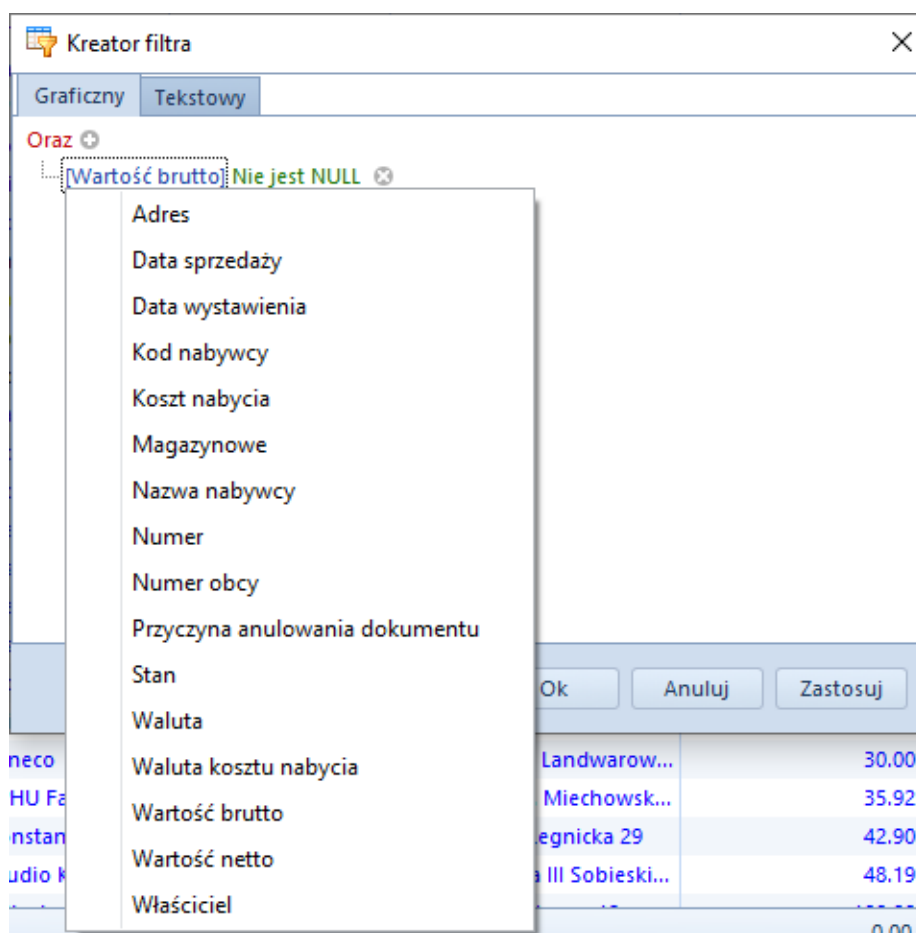 Kreator filtra
Graficzny Tekstowy
Oraz
[Wartość brutto] Nie jest NULL
Adres
Data sprzedaży
Data wystawienia
Kod nabywcy
Koszt nabycia
Magazynowe
Nazwa nabywcy
Numer
Numer obcy
Przyczyna anulowania dokumentu
Stan
Ok Anuluj Zastosuj
Waluta
Waluta kosztu nabycia
Wartość brutto
Wartość netto
Właściciel
neco Landwarow... 30.00
HU Fa Miechowsk... 35.92
nstan egnicka 29 42.90
udio K III Sobieski... 48.19
0.00